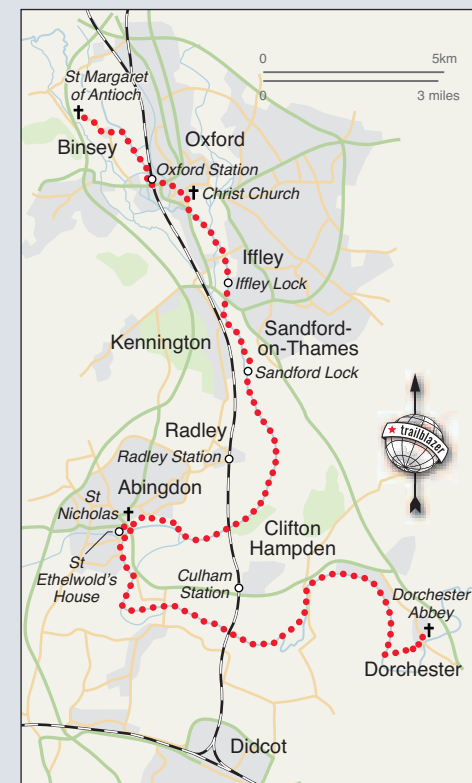 0 5km
0 3 miles
St Margaret
of Antioch
Binsey
Oxford
Oxford Station
Christ Church
Iffley
Iffley Lock
Kennington
Sandford-
on-Thames
Sandford Lock
trailblazer
Radley
Radley Station
Abingdon
St
Nicholas
St
Ethelwold's
House
Clifton
Hampden
Culham
Station
Dorchester
Abbey
Dorchester
Didcot